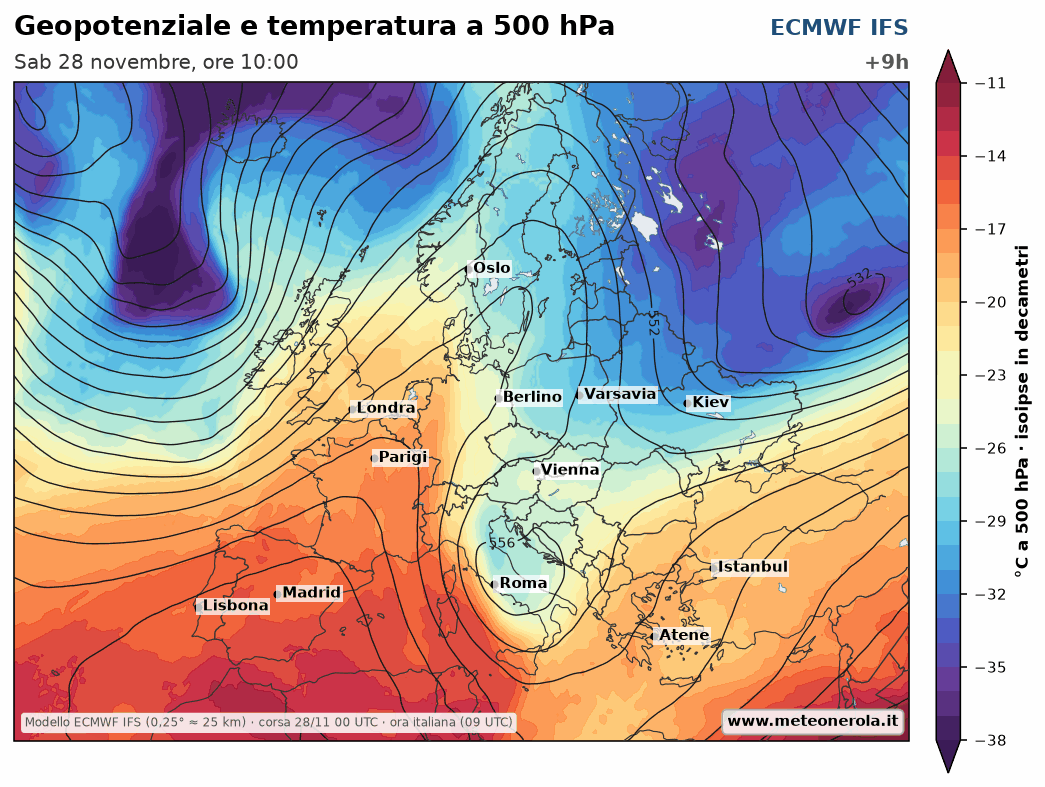 Geopotenziale e temperatura a 500 hPa
ECMWF IFS
Sab 28 novembre, ore 10:00
+9h
532
Oslo
552
Berlino
Varsavia
Kiev
Londra
Parigi
Vienna
556
Roma
Istanbul
Madrid
Lisbona
Atene
Modello ECMWF IFS (0,25° ≈ 25 km) · corsa 28/11 00 UTC · ora italiana (09 UTC)
www.meteonerola.it
−11
−14
−17
−20
−23
−26
−29
−32
−35
−38
°C a 500 hPa · isoipse in decametri